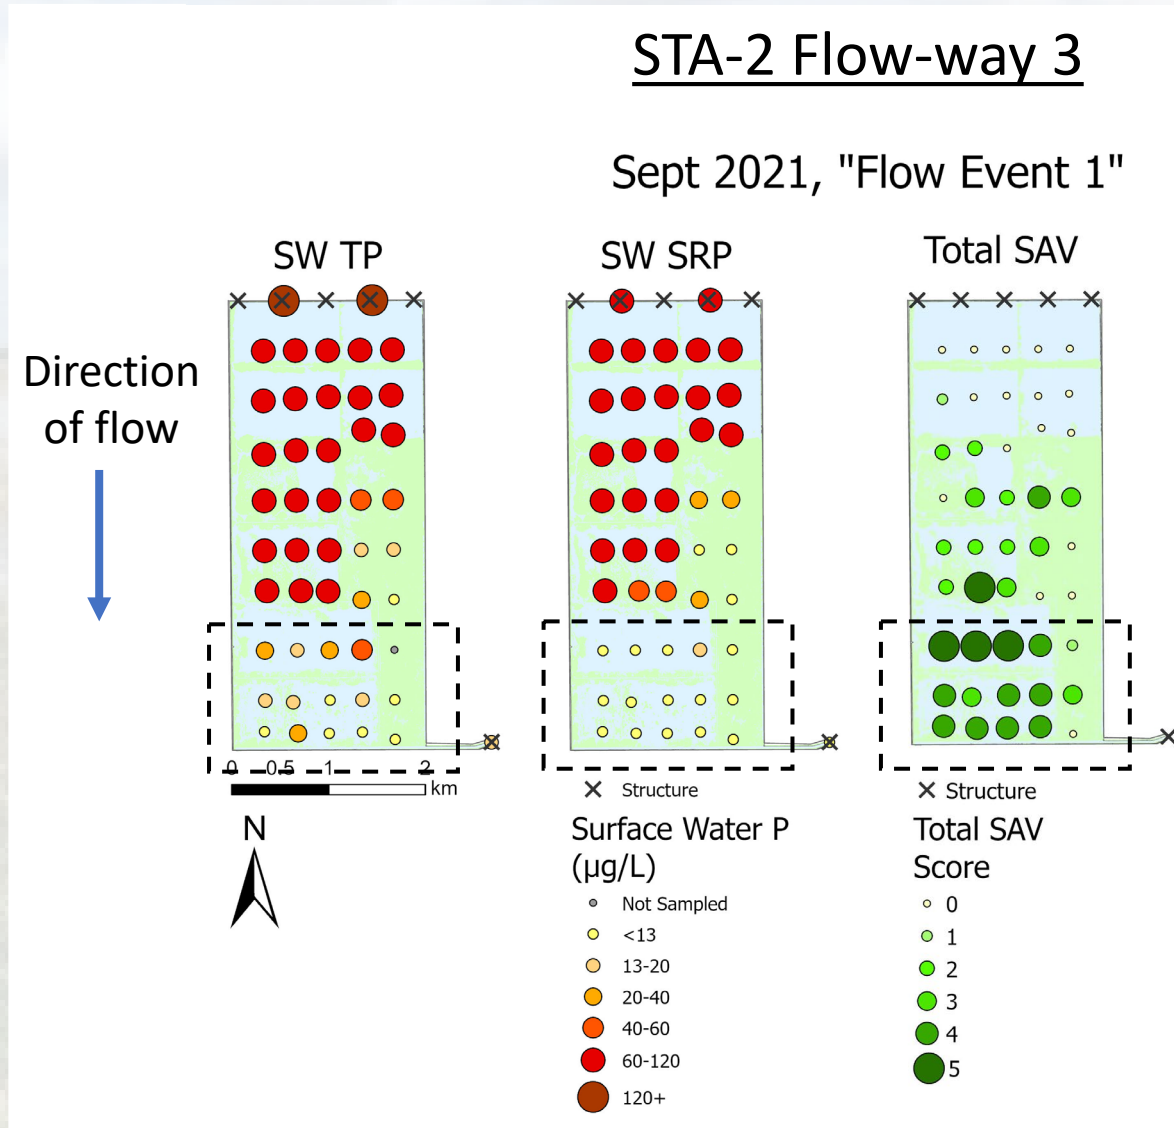 STA-2 Flow-way 3
Sept 2021, "Flow Event 1"
SW TP
SW SRP
Total SAV
Direction
of flow
0 0.5 1 2
km
N
Structure
Surface Water P
(µg/L)
Not Sampled
<13
13-20
20-40
40-60
60-120
120+
Structure
Total SAV
Score
0
1
2
3
4
5